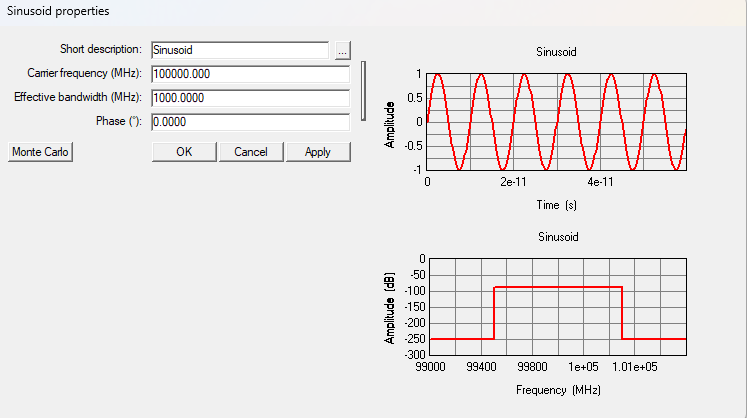 Sinusoid properties
Short description: Sinusoid ...
Carrier frequency (MHz): 100000.000
Effective bandwidth (MHz): 1000.0000
Phase (°): 0.0000
Monte Carlo OK Cancel Apply
Sinusoid
Amplitude
1
0.5
0
-0.5
-1
0 2e-11 4e-11
Time (s)
Sinusoid
Amplitude (dB)
0
-50
-100
-150
-200
-250
-300
99000 99400 99800 1e+05 1.01e+05
Frequency (MHz)